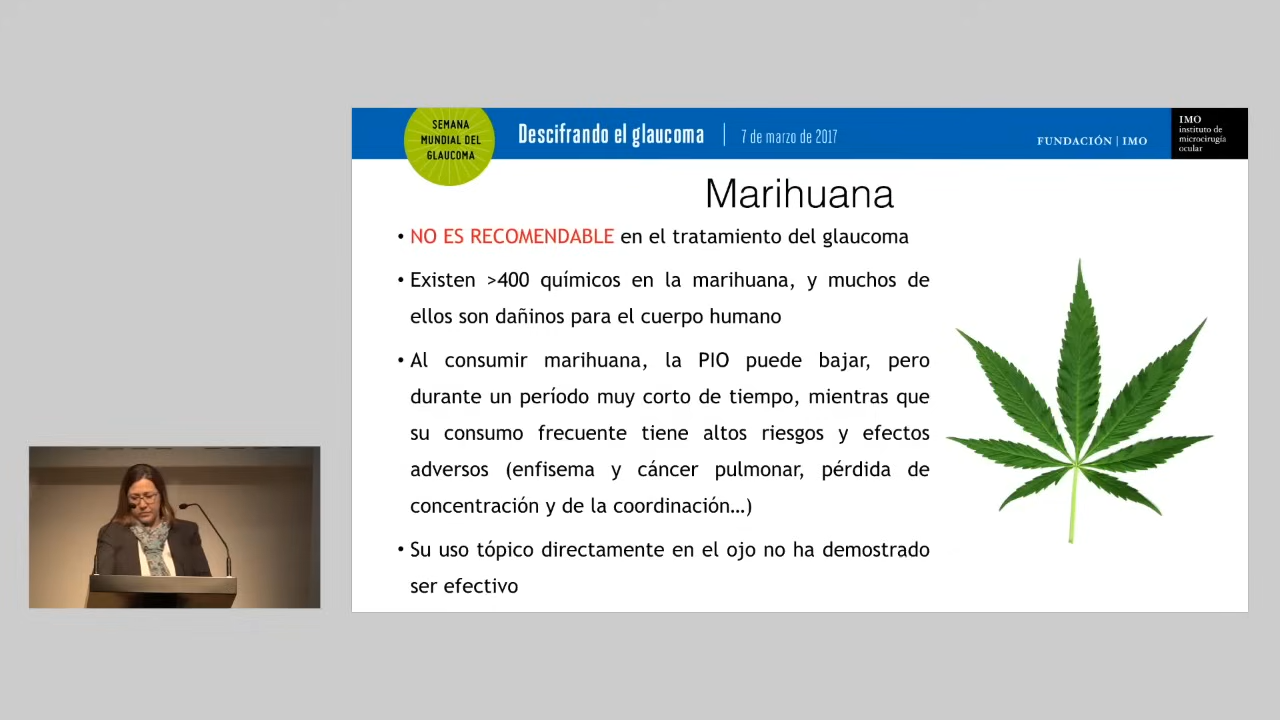 SEMANA
MUNDIAL DEL
GLAUCOMA
Descifrando el glaucoma
7 de marzo de 2017
FUNDACIÓN | IMO
IMO
instituto de
microcirugía
ocular
Marihuana
• NO ES RECOMENDABLE en el tratamiento del glaucoma
• Existen >400 químicos en la marihuana, y muchos de
ellos son dañinos para el cuerpo humano
• Al consumir marihuana, la PIO puede bajar, pero
durante un período muy corto de tiempo, mientras que
su consumo frecuente tiene altos riesgos y efectos
adversos (enfisema y cáncer pulmonar, pérdida de
concentración y de la coordinación…)
• Su uso tópico directamente en el ojo no ha demostrado
ser efectivo